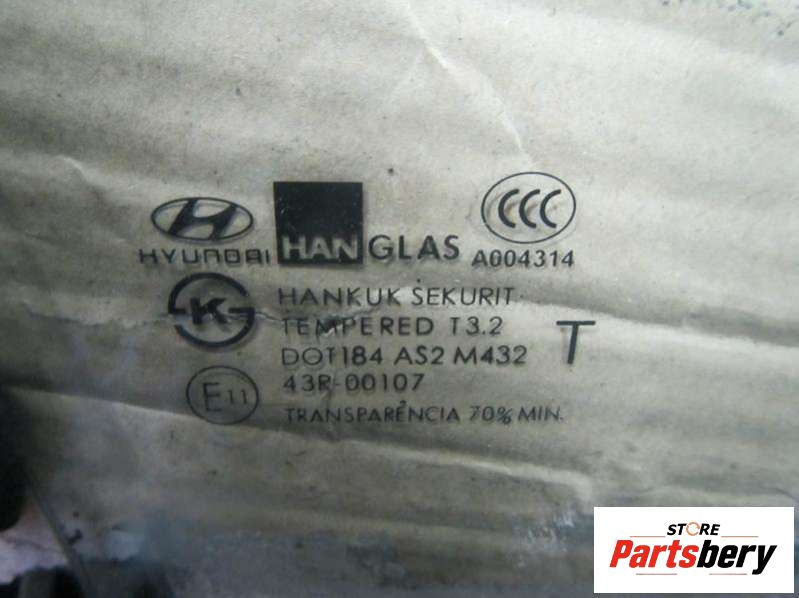 HYUNDAI HANGLAS CCC
A004314
K
HANKUK SEKURIT
TEMPERED T3.2
DOT184 AS2 M432 T
E11 43R-00107
TRANSPARÊNCIA 70% MIN.
STORE
Partsbery